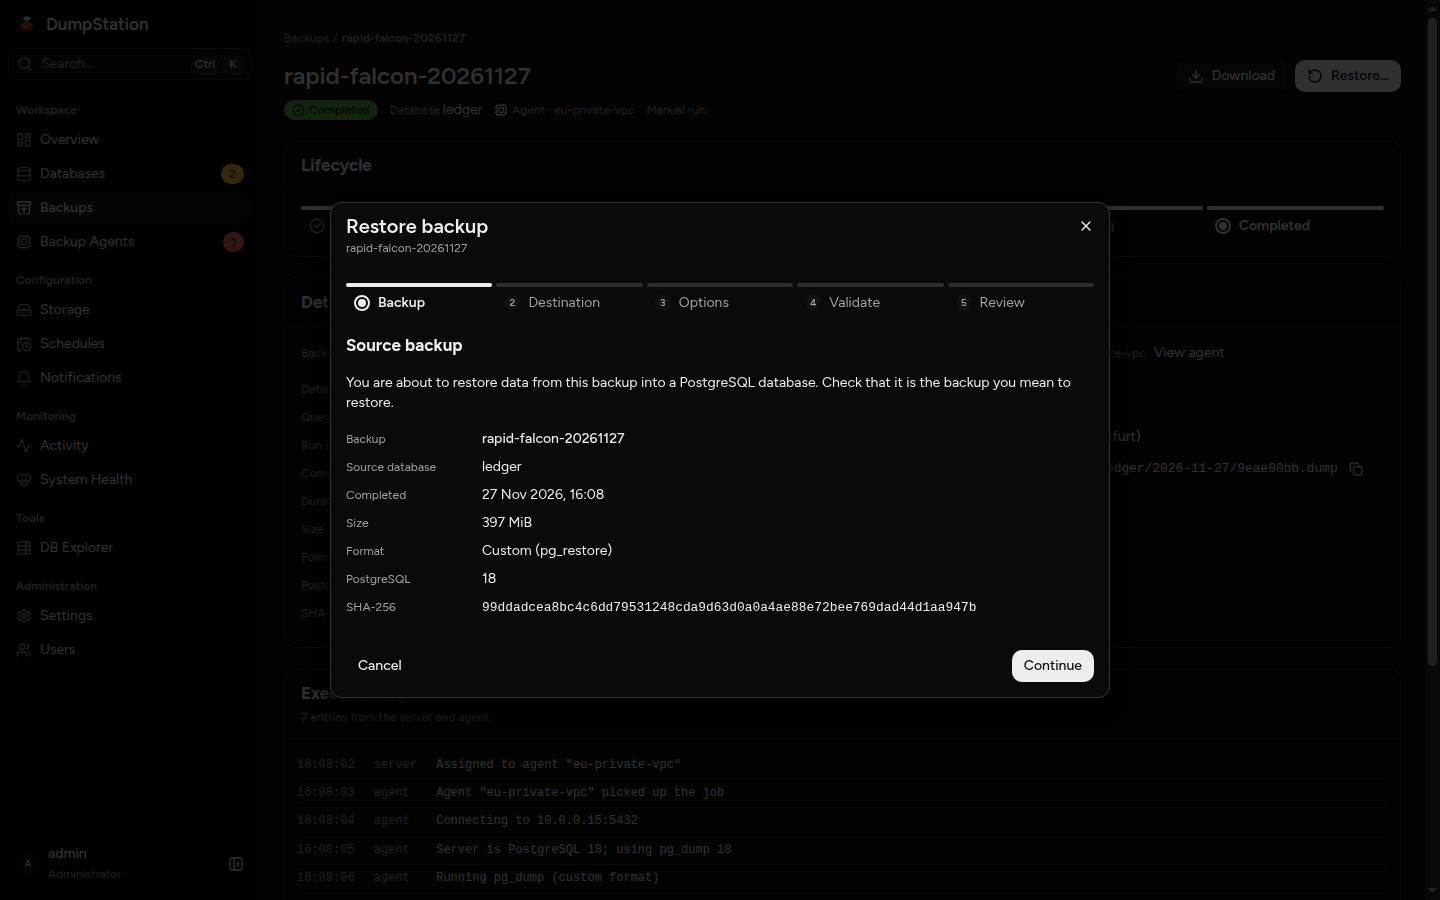 DumpStation
Search...
Ctrl K
Workspace
Overview
Databases
2
Backups
Backup Agents
1
Configuration
Storage
Schedules
Notifications
Monitoring
Activity
System Health
Tools
DB Explorer
Administration
Settings
Users
A
admin
Administrator
Backups / rapid-falcon-20261127
rapid-falcon-20261127
Download
Restore...
Completed
Database ledger
Agent · eu-private-vpc
Manual run
Lifecycle
Completed
Restore backup
rapid-falcon-20261127
Backup
2 Destination
3 Options
4 Validate
5 Review
Source backup
You are about to restore data from this backup into a PostgreSQL database. Check that it is the backup you mean to
restore.
Backup rapid-falcon-20261127
Source database ledger
Completed 27 Nov 2026, 16:08
Size 397 MiB
Format Custom (pg_restore)
PostgreSQL 18
SHA-256 99ddadcea8bc4c6dd79531248cda9d63d0a0a4ae88e72bee769dad44d1aa947b
Cancel
Continue
View agent
edger/2026-11-27/9eae90bb.dump
Size
SHA-
7 entries from the server and agent.
16:08:02 server Assigned to agent "eu-private-vpc"
16:08:03 agent Agent "eu-private-vpc" picked up the job
16:08:04 agent Connecting to 10.0.0.15:5432
16:08:05 agent Server is PostgreSQL 18; using pg_dump 18
16:08:06 agent Running pg_dump (custom format)